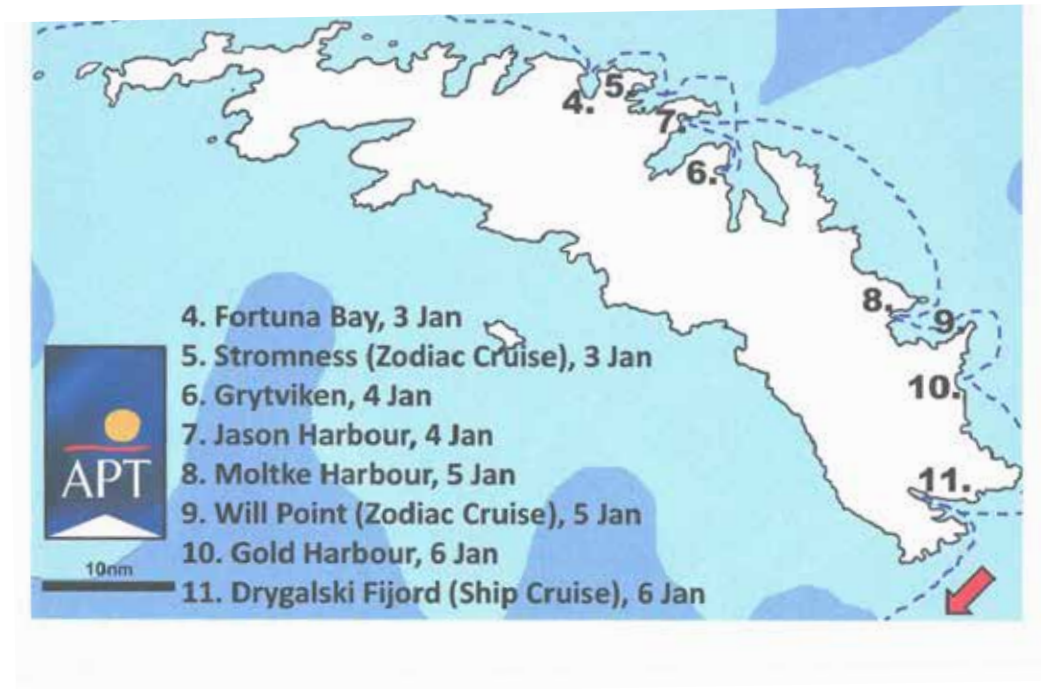 4.
5.
7.
6.
8.
9.
10.
11.
4. Fortuna Bay, 3 Jan
5. Stromness (Zodiac Cruise), 3 Jan
6. Grytviken, 4 Jan
7. Jason Harbour, 4 Jan
8. Moltke Harbour, 5 Jan
9. Will Point (Zodiac Cruise), 5 Jan
10. Gold Harbour, 6 Jan
11. Drygalski Fijord (Ship Cruise), 6 Jan
APT
10nm